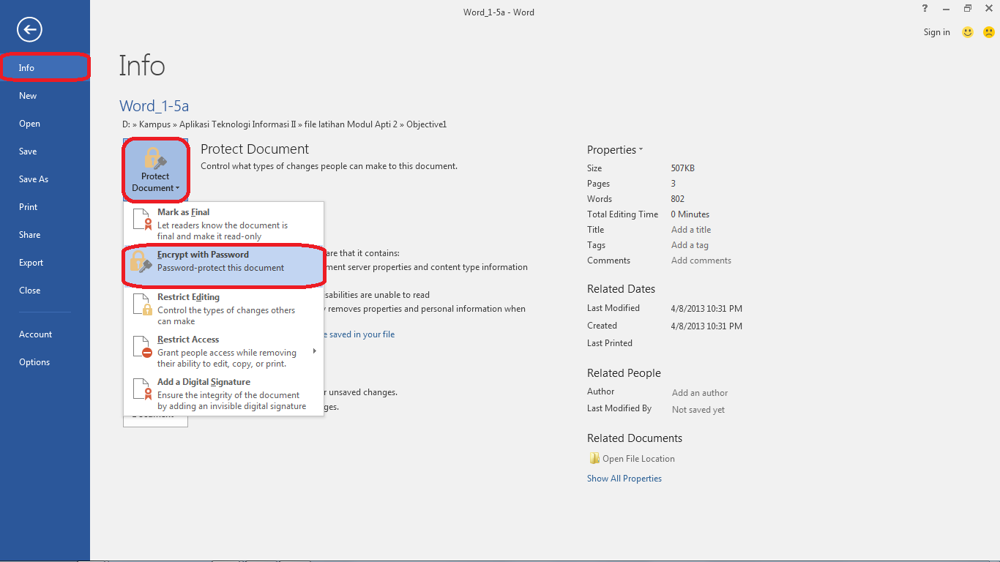 Word_1-5a - Word
?
Sign in
Info
New
Open
Save
Save As
Print
Share
Export
Close
Account
Options
Info
Word_1-5a
D: » Kampus » Aplikasi Teknologi Informasi II » file latihan Modul Apti 2 » Objective1
Protect
Document
Protect Document
Control what types of changes people can make to this document.
Mark as Final
Let readers know the document is
final and make it read-only
Encrypt with Password
Password-protect this document
Restrict Editing
Control the types of changes others
can make
Restrict Access
Grant people access while removing
their ability to edit, copy, or print.
Add a Digital Signature
Ensure the integrity of the document
by adding an invisible digital signature
are that it contains:
ment server properties and content type information
sabilities are unable to read
removes properties and personal information when
e saved in your file
r unsaved changes.
ges.
Properties
Size 507KB
Pages 3
Words 802
Total Editing Time 0 Minutes
Title Add a title
Tags Add a tag
Comments Add comments
Related Dates
Last Modified 4/8/2013 10:31 PM
Created 4/8/2013 10:31 PM
Last Printed
Related People
Author Add an author
Last Modified By Not saved yet
Related Documents
Open File Location
Show All Properties